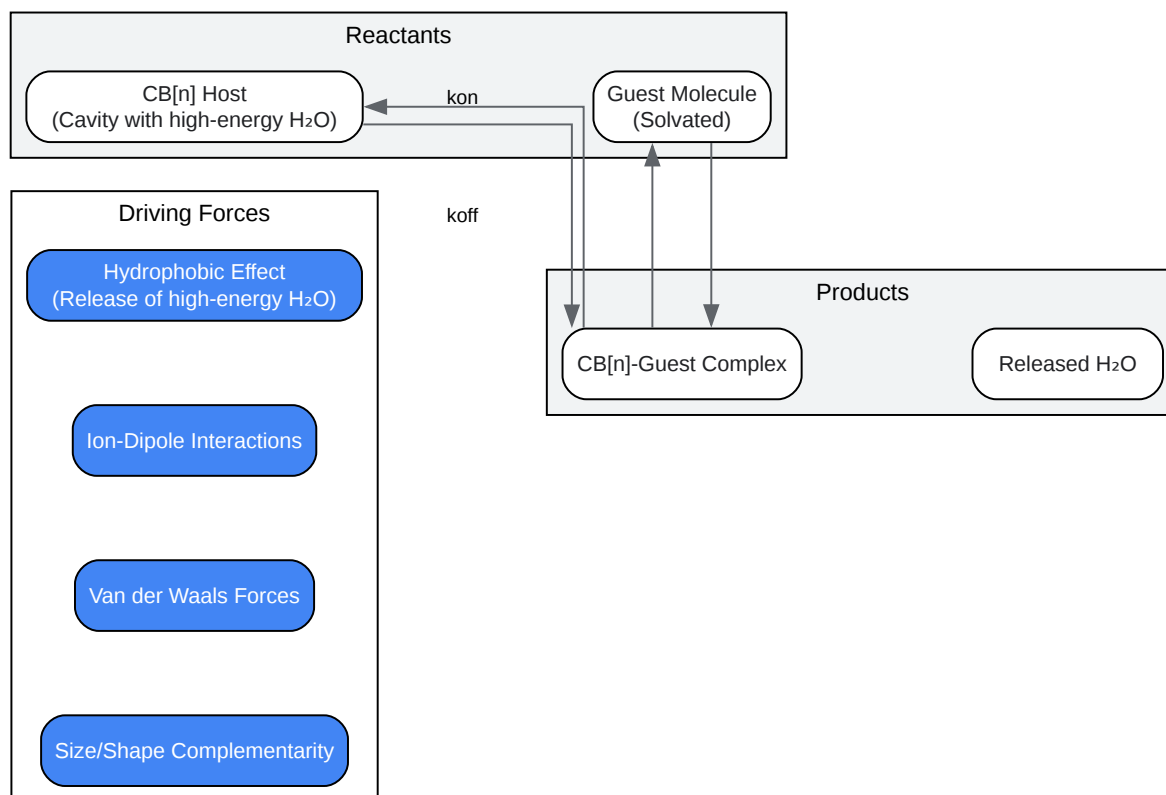 Reactants
CB[n] Host
(Cavity with high-energy H₂O)
kon
Guest Molecule
(Solvated)
Driving Forces
koff
Hydrophobic Effect
(Release of high-energy H₂O)
Products
CB[n]-Guest Complex
Released H₂O
Ion-Dipole Interactions
Van der Waals Forces
Size/Shape Complementarity